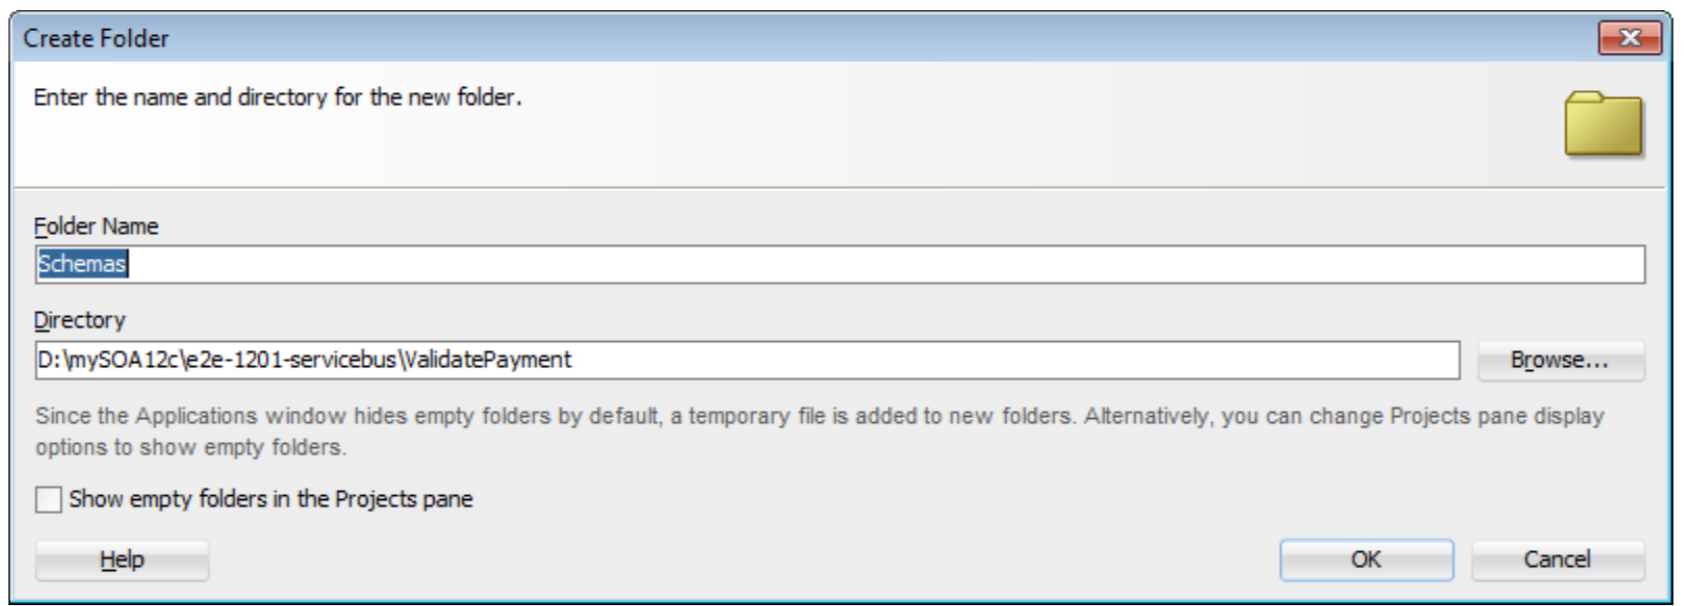 Create Folder
Enter the name and directory for the new folder.
Folder Name
Schemas
Directory
D:\mySOA12c\e2e-1201-servicebus\ValidatePayment
Browse...
Since the Applications window hides empty folders by default, a temporary file is added to new folders. Alternatively, you can change Projects pane display
options to show empty folders.
Show empty folders in the Projects pane
Help
OK
Cancel